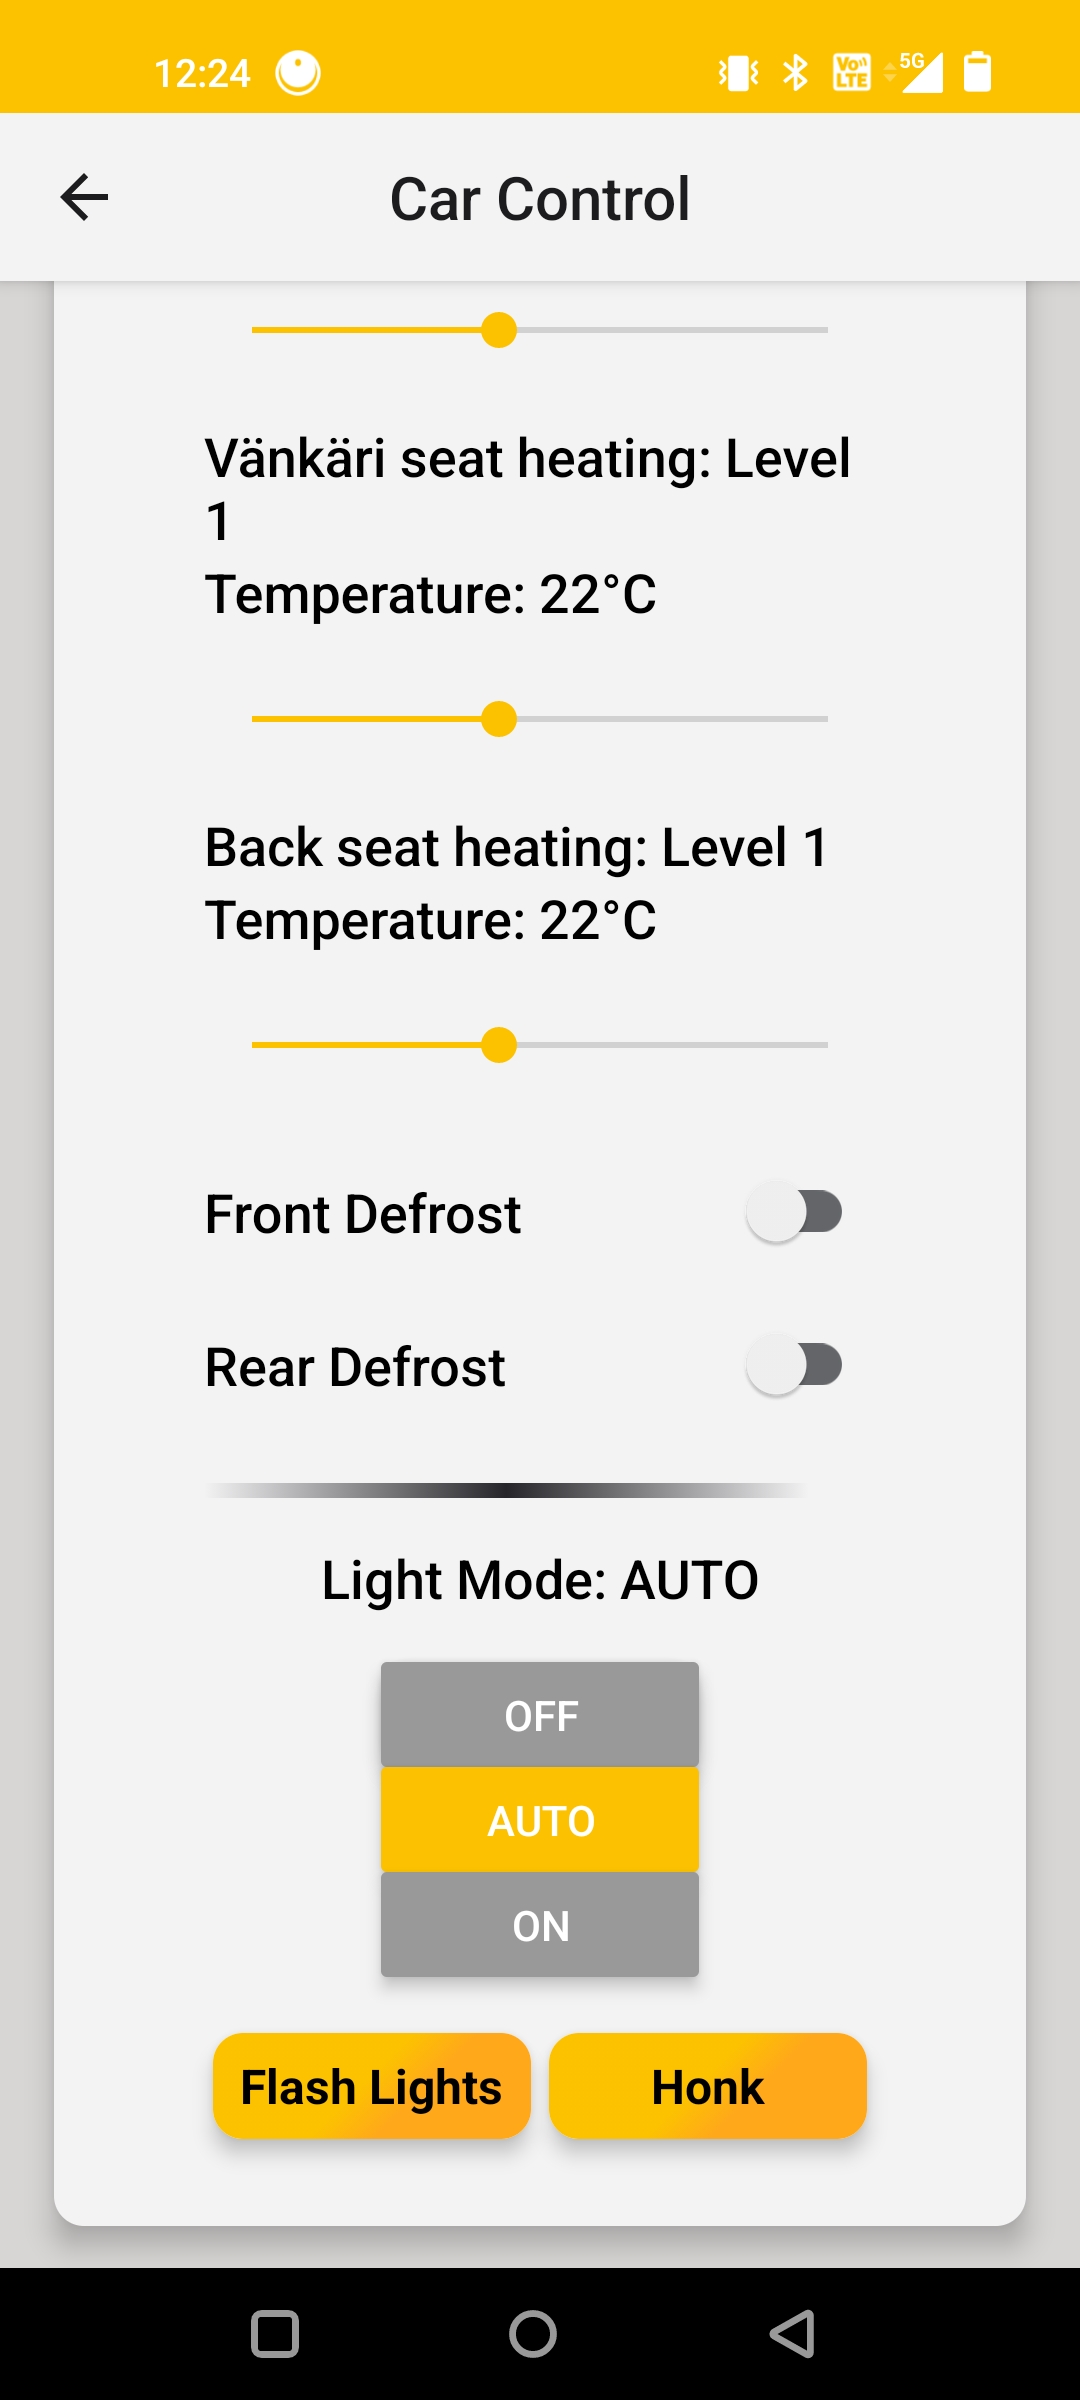 12:24
Vo LTE 5G
Car Control
Vänkäri seat heating: Level
1
Temperature: 22°C
Back seat heating: Level 1
Temperature: 22°C
Front Defrost
Rear Defrost
Light Mode: AUTO
OFF
AUTO
ON
Flash Lights Honk